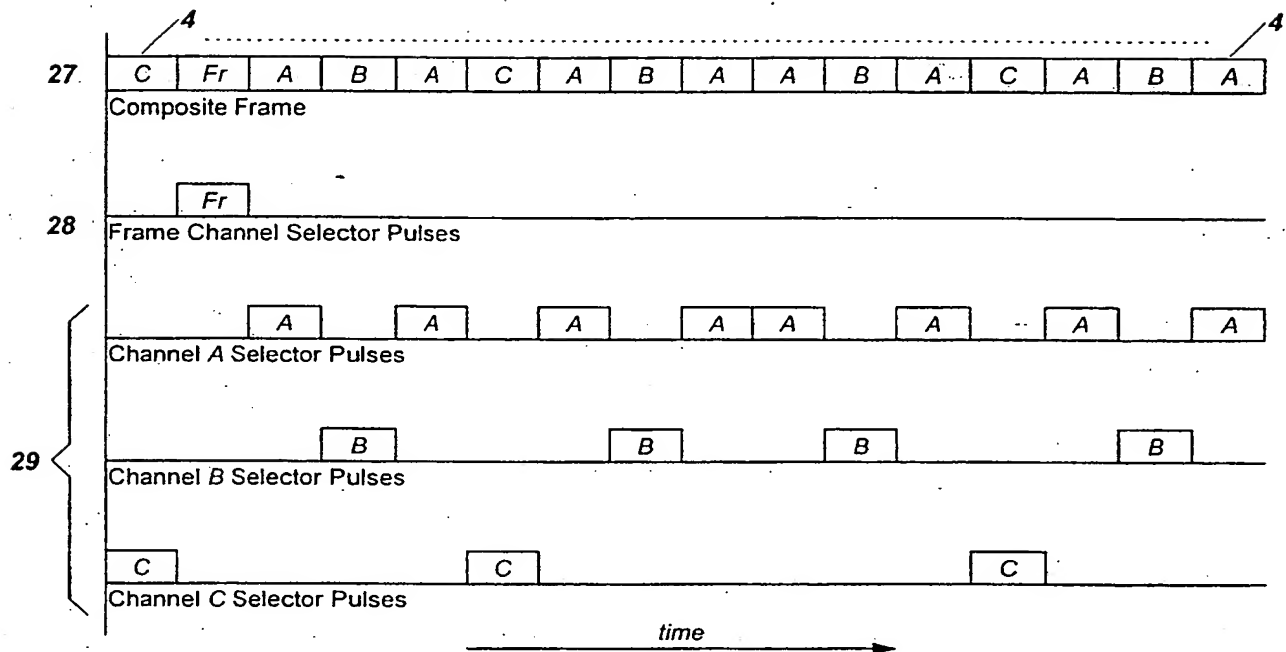 4 4
27 C Fr A B A C A B A A B A C A B A
Composite Frame
Fr
28
Frame Channel Selector Pulses
A A A A A A A A
Channel A Selector Pulses
B B B B
29
Channel B Selector Pulses
C C C
Channel C Selector Pulses
time